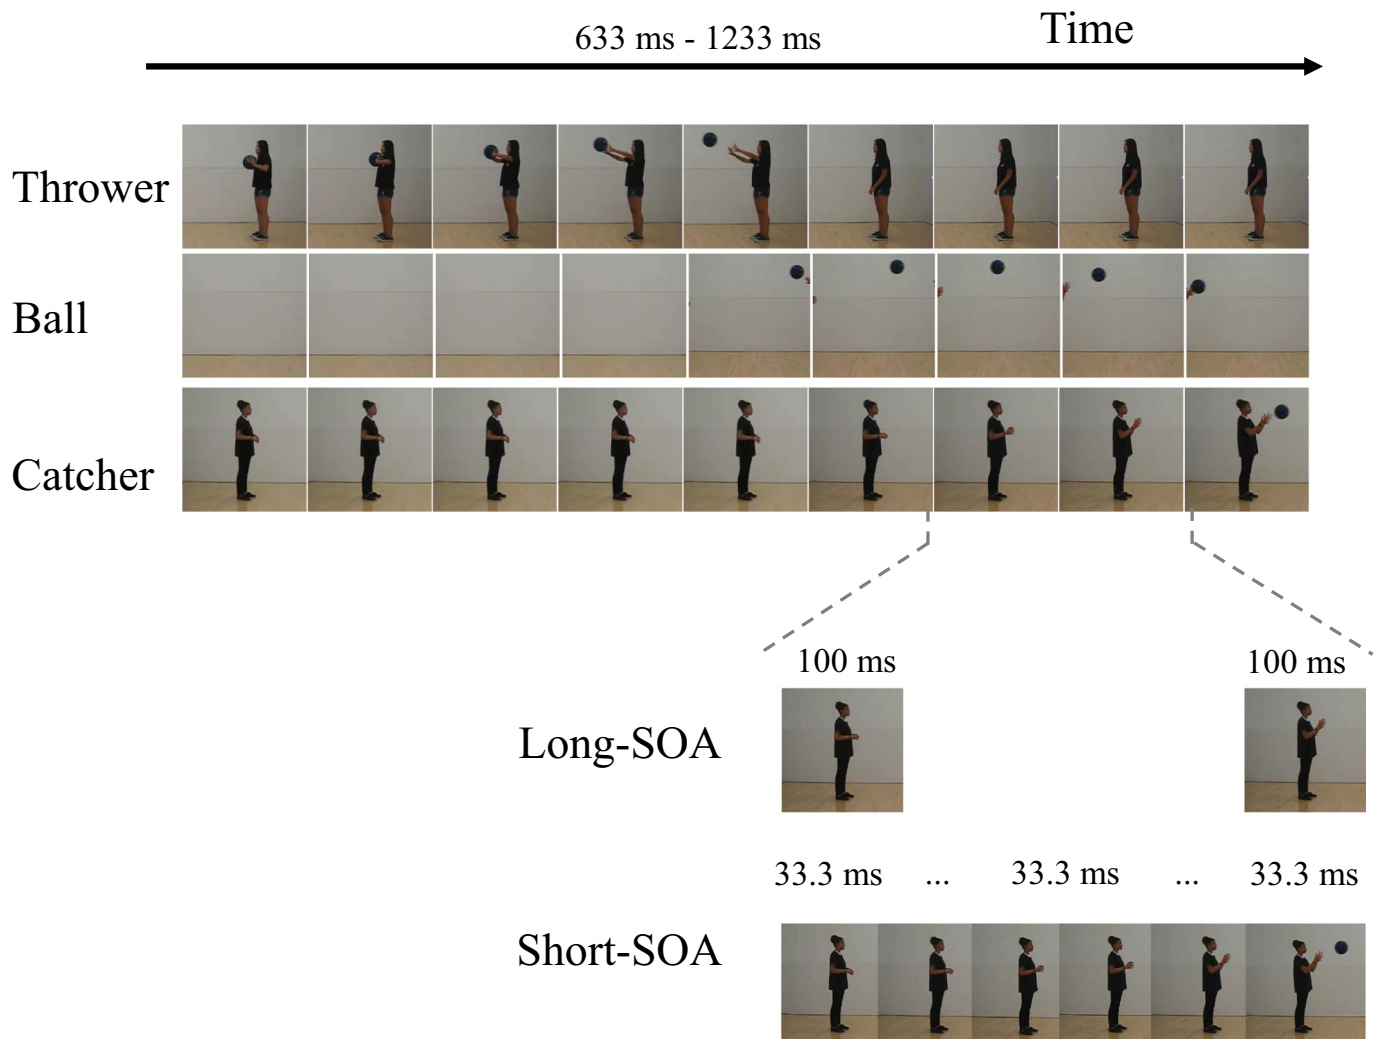 633 ms - 1233 ms
Time
Thrower
Ball
Catcher
100 ms 100 ms
Long-SOA
33.3 ms ... 33.3 ms ... 33.3 ms
Short-SOA